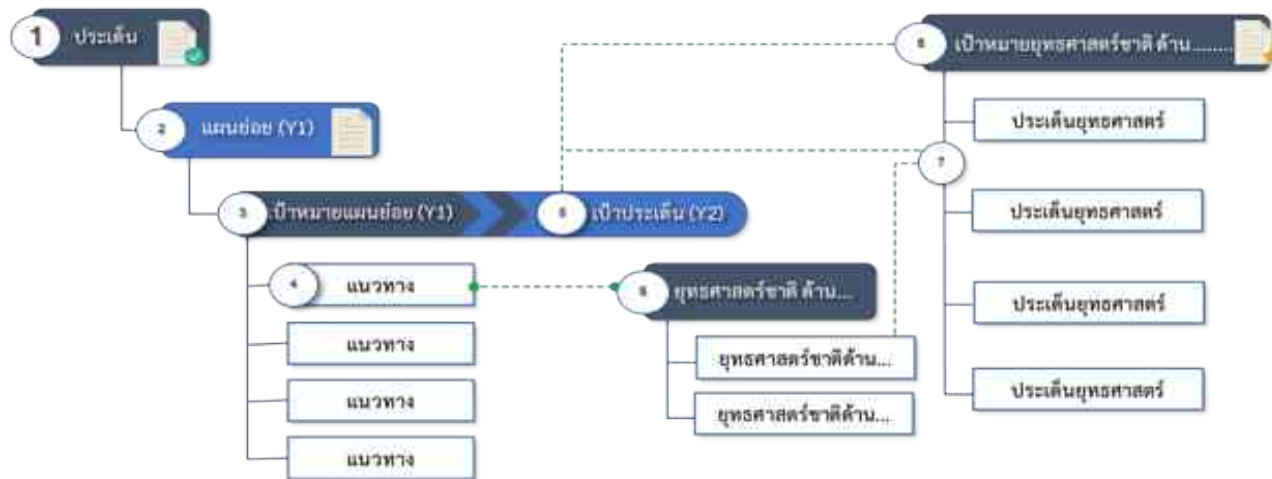 1 ประเด็น
2 แผนย่อย (Y1)
3 เป้าหมายแผนย่อย (Y1)
5 เป้าประเด็น (Y2)
4 แนวทาง
แนวทาง
แนวทาง
แนวทาง
ยุทธศาสตร์ชาติ ด้าน...
ยุทธศาสตร์ชาติด้าน...
ยุทธศาสตร์ชาติด้าน...
เป้าหมายยุทธศาสตร์ชาติ ด้าน.........
ประเด็นยุทธศาสตร์
7
ประเด็นยุทธศาสตร์
ประเด็นยุทธศาสตร์
ประเด็นยุทธศาสตร์